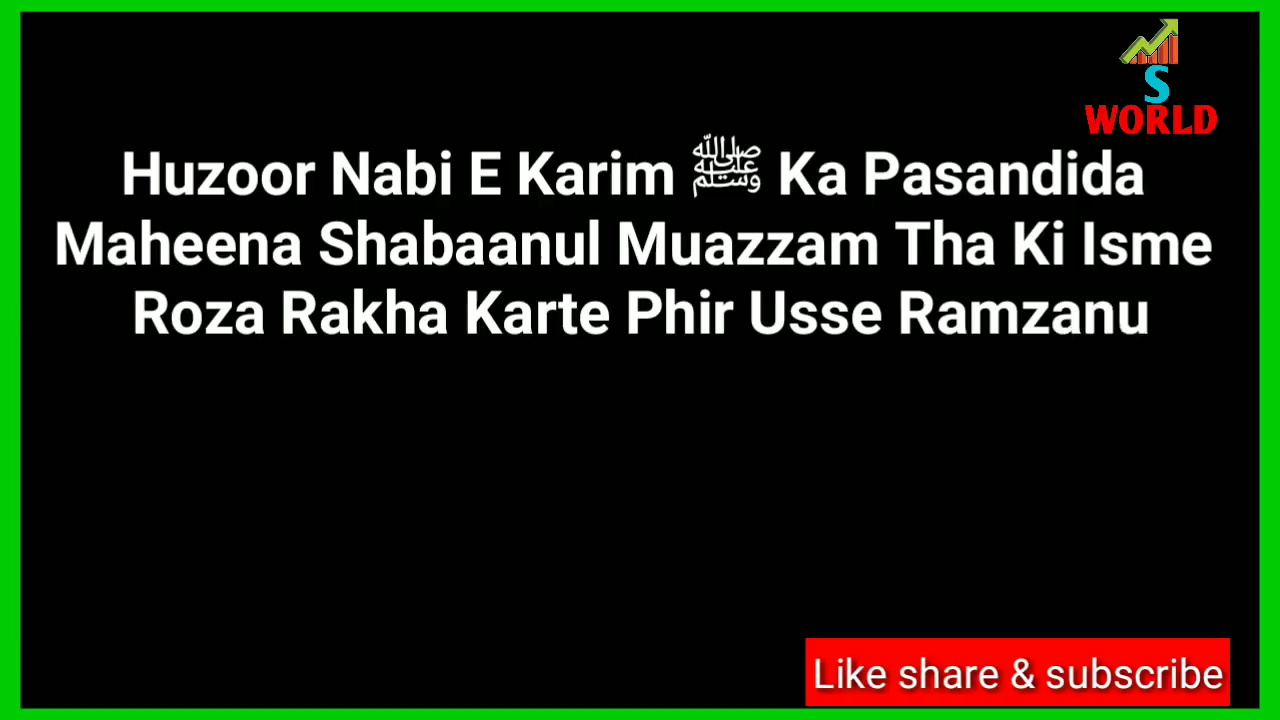 S
WORLD
Huzoor Nabi E Karim ﷺ Ka Pasandida
Maheena Shabaanul Muazzam Tha Ki Isme
Roza Rakha Karte Phir Usse Ramzanu
Like share & subscribe